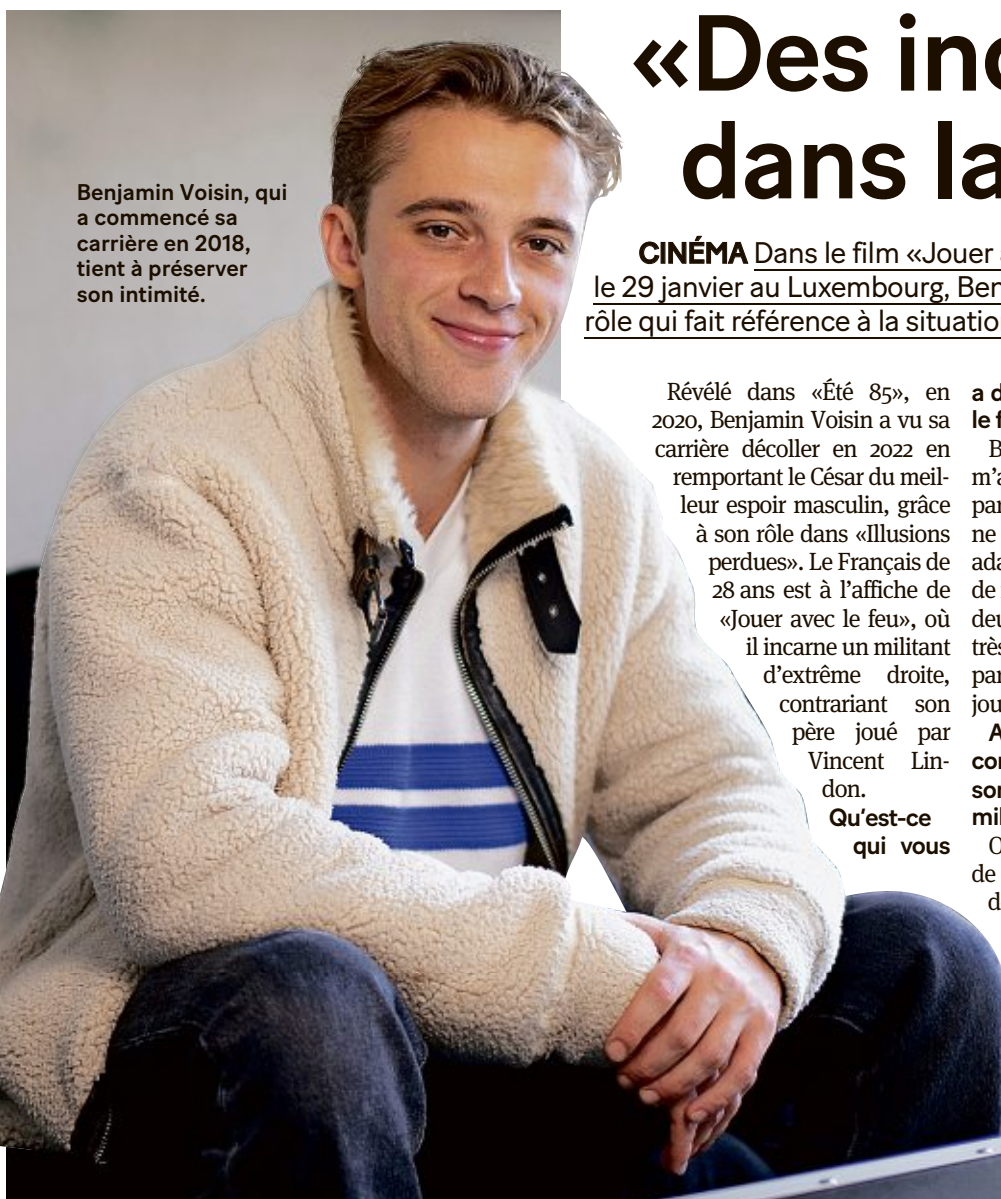 «Des inc
dans la
Benjamin Voisin, qui
a commencé sa
carrière en 2018,
tient à préserver
son intimité.
CINÉMA Dans le film «Jouer
le 29 janvier au Luxembourg, Ben
rôle qui fait référence à la situatio
Révélé dans «Été 85», en
2020, Benjamin Voisin a vu sa
carrière décoller en 2022 en
remportant le César du meil-
leur espoir masculin, grâce
à son rôle dans «Illusions
perdues». Le Français de
28 ans est à l’affiche de
«Jouer avec le feu», où
il incarne un militant
d’extrême droite,
contrariant son
père joué par
Vincent Lin-
don.
Qu’est-ce
qui vous
a d
le f
B
m’a
par
ne
ada
de
deu
très
par
jou
A
con
son
mil
O
de
d